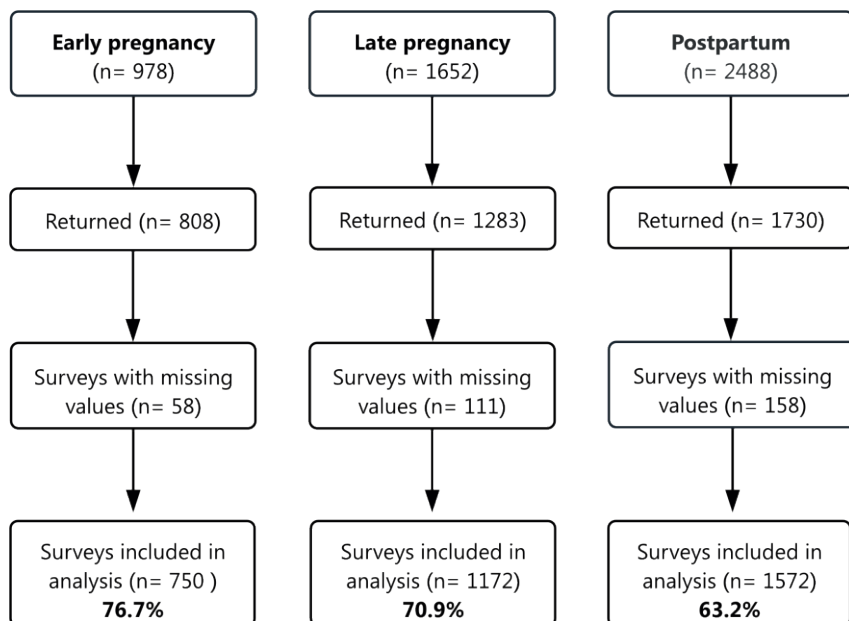 Early pregnancy
(n= 978)
Returned (n= 808)
Surveys with missing
values (n= 58)
Surveys included in
analysis (n= 750 )
76.7%
Late pregnancy
(n= 1652)
Returned (n= 1283)
Surveys with missing
values (n= 111)
Surveys included in
analysis (n= 1172)
70.9%
Postpartum
(n= 2488)
Returned (n= 1730)
Surveys with missing
values (n= 158)
Surveys included in
analysis (n= 1572)
63.2%